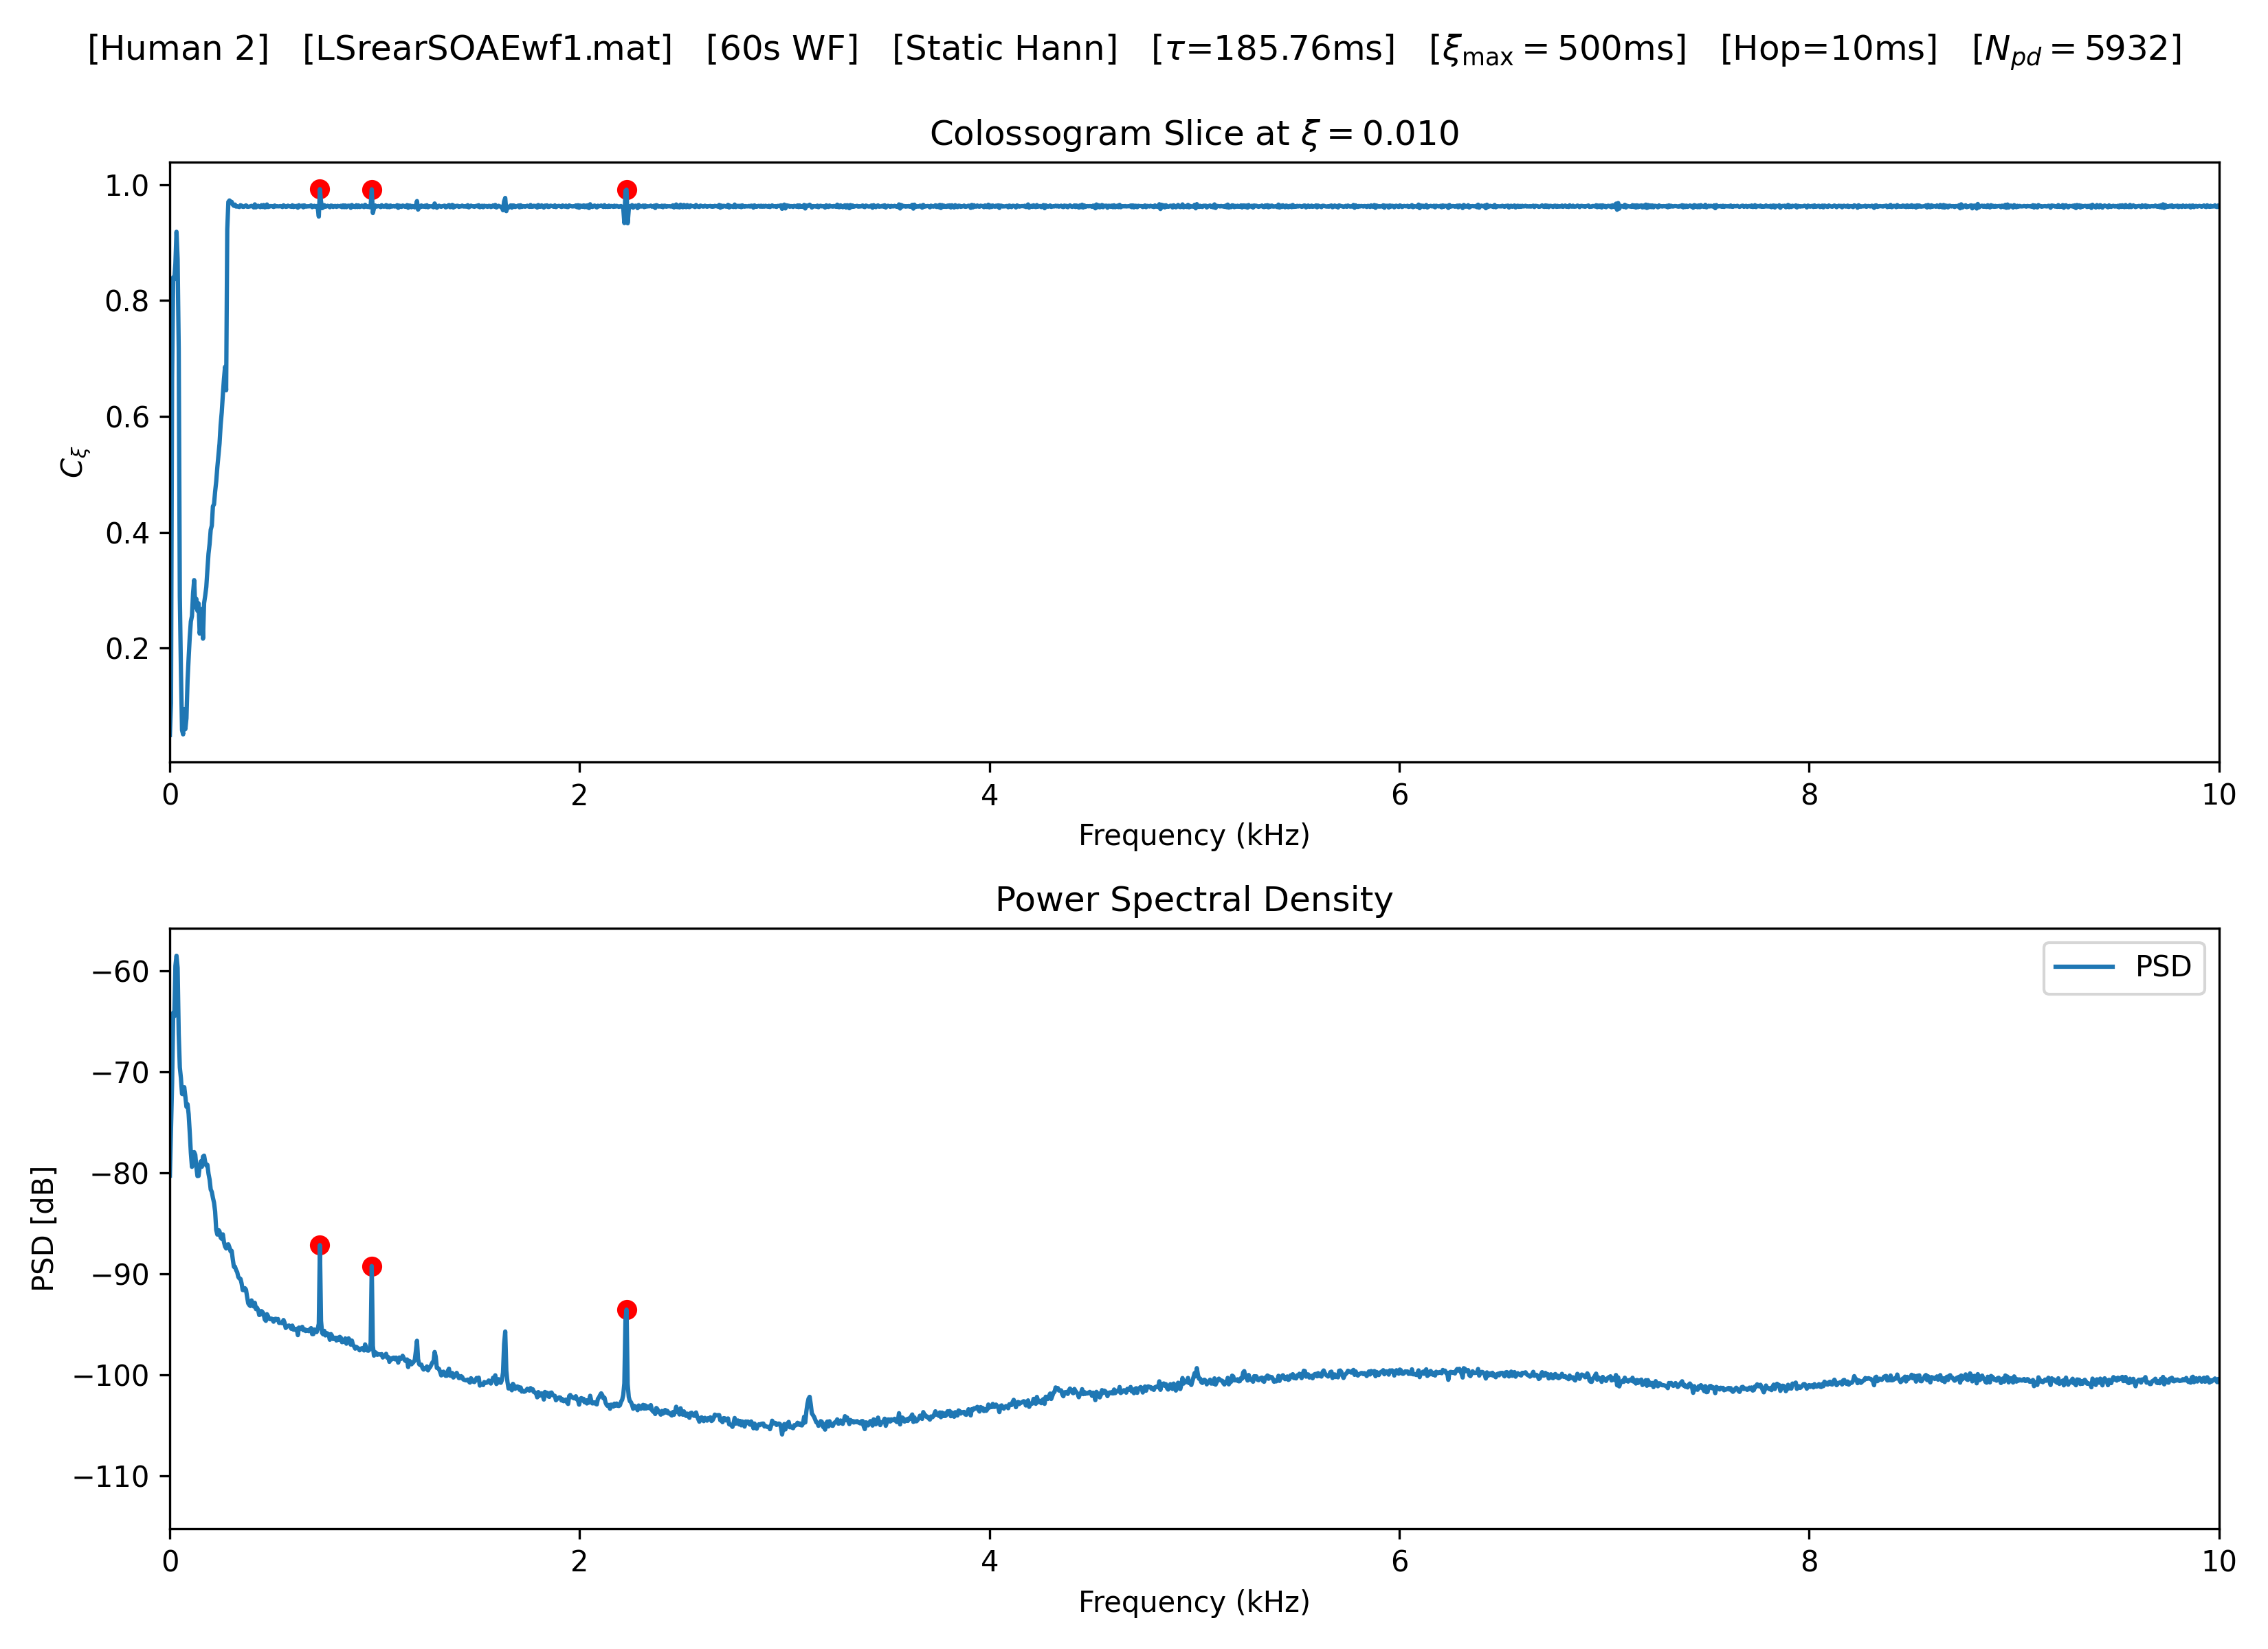 [Human 2] [LSrearSOAEwf1.mat] [60s WF] [Static Hann] [τ=185.76ms] [ξmax = 500ms] [Hop=10ms] [Npd = 5932]
Colossogram Slice at ξ = 0.010
1.0
0.8
0.6
0.4
0.2
Cξ
0 2 4 6 8 10
Frequency (kHz)
Power Spectral Density
PSD
−60
−70
−80
−90
−100
−110
PSD [dB]
0 2 4 6 8 10
Frequency (kHz)